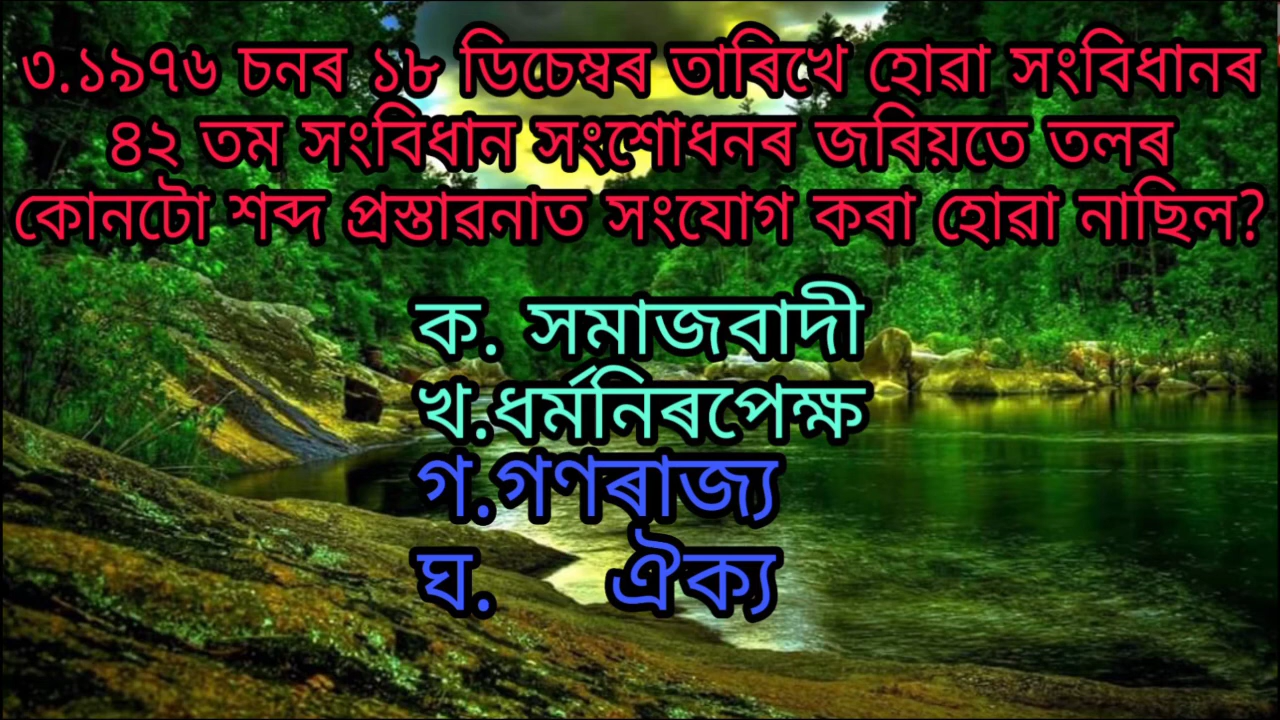 ৩.১৯৭৬ চনৰ ১৮ ডিচেম্বৰ তাৰিখে হোৱা সংবিধানৰ
৪২ তম সংবিধান সংশোধনৰ জৰিয়তে তলৰ
কোনটো শব্দ প্ৰস্তাৱনাত সংযোগ কৰা হোৱা নাছিল?
ক. সমাজবাদী
খ.ধৰ্মনিৰপেক্ষ
গ.গণৰাজ্য
ঘ. ঐক্য